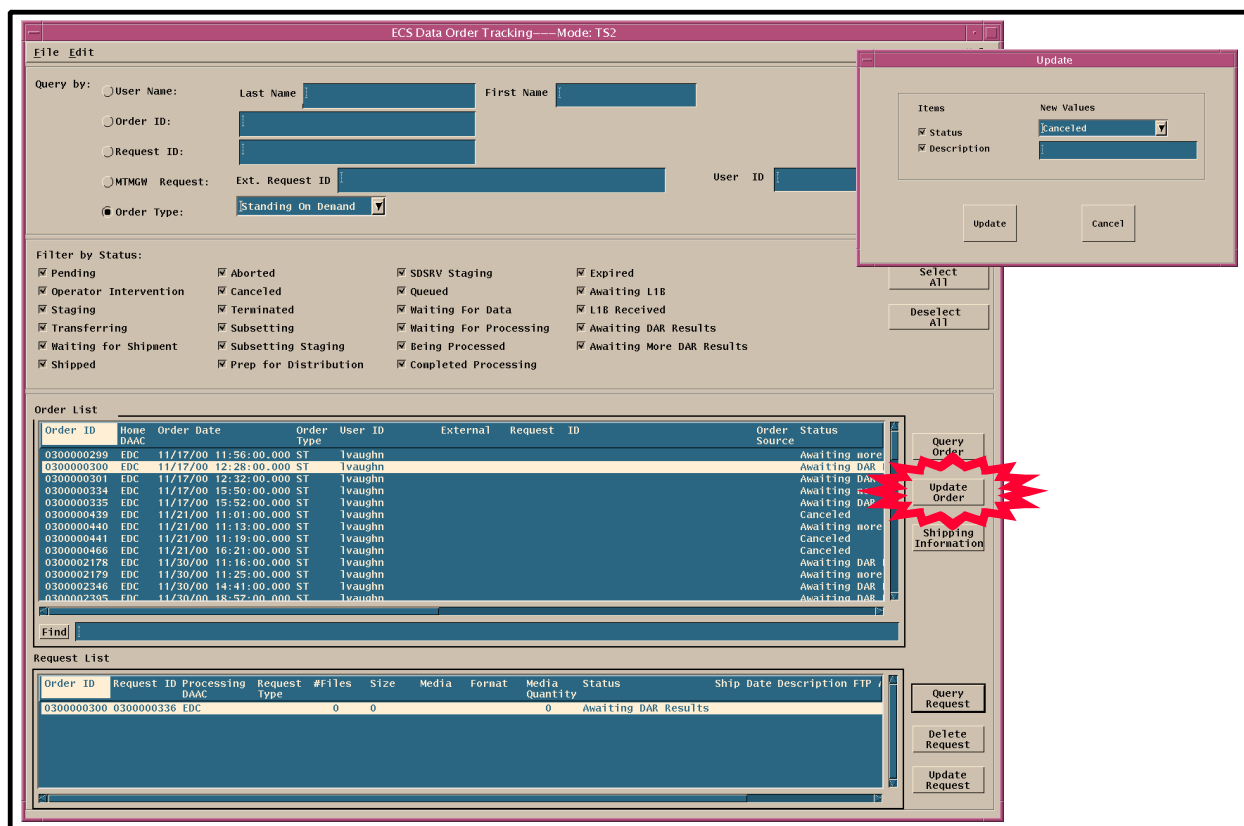 ECS Data Order Tracking———Mode: TS2
File Edit
Query by:
User Name: Last Name First Name
Order ID:
Request ID:
MTMGW Request: Ext. Request ID User ID
Order Type: Standing On Demand
Update
Items New Values
Status Canceled
Description
Update Cancel
Filter by Status:
Pending Aborted SDSRV Staging Expired
Operator Intervention Canceled Queued Awaiting L1B
Staging Terminated Waiting For Data L1B Received
Transferring Subsetting Waiting For Processing Awaiting DAR Results
Waiting for Shipment Subsetting Staging Being Processed Awaiting More DAR Results
Shipped Prep for Distribution Completed Processing
Select All
Deselect All
Order List
Order ID Home DAAC Order Date Order Type User ID External Request ID Order Source Status
0300000299 EDC 11/17/00 11:56:00.000 ST lvaughn Awaiting more
0300000300 EDC 11/17/00 12:28:00.000 ST lvaughn Awaiting DAR
0300000301 EDC 11/17/00 12:32:00.000 ST lvaughn Awaiting DAR
0300000334 EDC 11/17/00 15:50:00.000 ST lvaughn Awaiting
0300000335 EDC 11/17/00 15:52:00.000 ST lvaughn Awaiting DAR
0300000439 EDC 11/21/00 11:01:00.000 ST lvaughn Canceled
0300000440 EDC 11/21/00 11:13:00.000 ST lvaughn Awaiting more
0300000441 EDC 11/21/00 11:19:00.000 ST lvaughn Canceled
0300000466 EDC 11/21/00 16:21:00.000 ST lvaughn Canceled
0300002178 EDC 11/30/00 11:16:00.000 ST lvaughn Awaiting DAR
0300002179 EDC 11/30/00 11:25:00.000 ST lvaughn Awaiting more
0300002346 EDC 11/30/00 14:41:00.000 ST lvaughn Awaiting DAR
0300002395 EDC 11/30/00 18:57:00.000 ST lvaughn Awaiting DAR
Query Order
Update Order
Shipping Information
Find
Request List
Order ID Request ID Processing DAAC Request Type #Files Size Media Format Media Quantity Status Ship Date Description FTP
0300000300 0300000336 EDC 0 0 0 Awaiting DAR Results
Query Request
Delete Request
Update Request